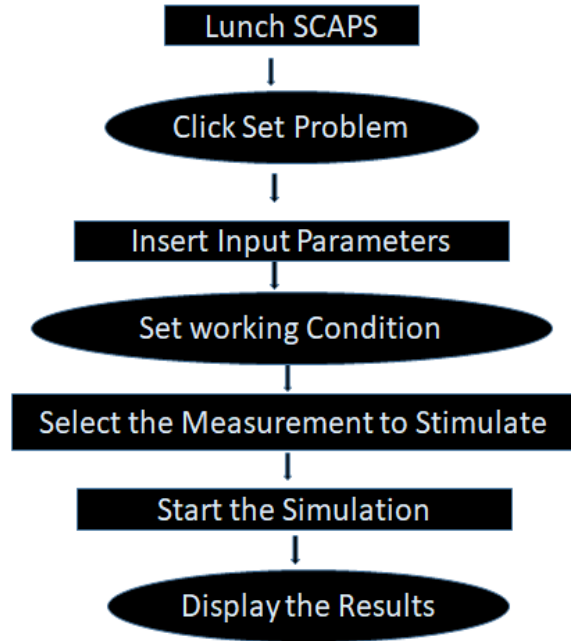 Lunch SCAPS
Click Set Problem
Insert Input Parameters
Set working Condition
Select the Measurement to Stimulate
Start the Simulation
Display the Results